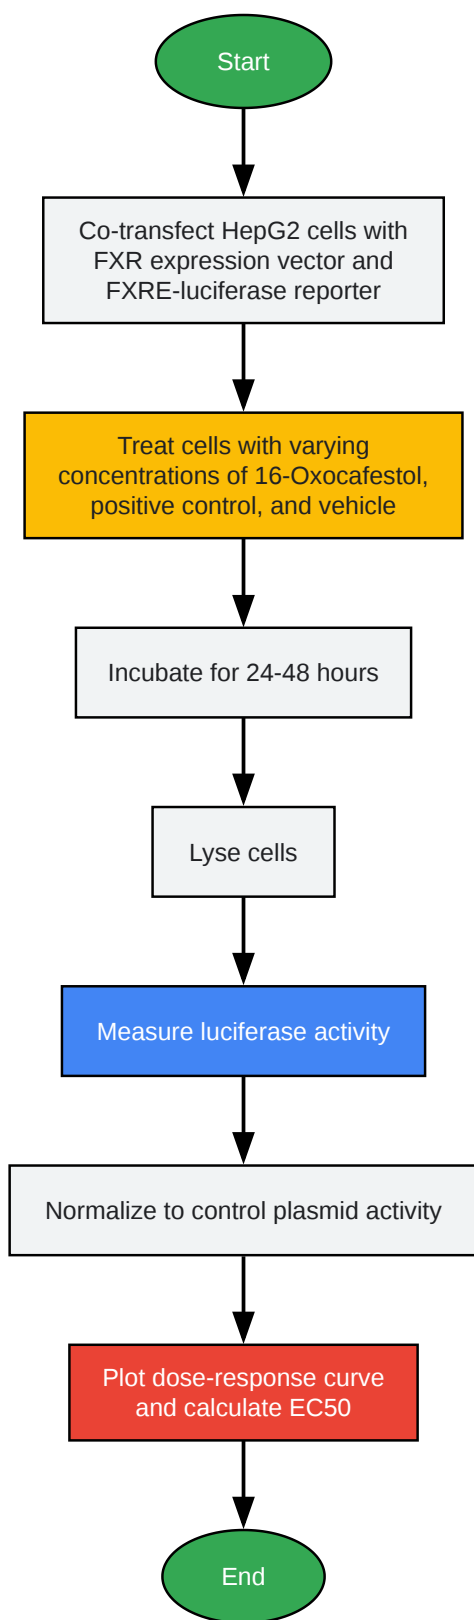 Start
Co-transfect HepG2 cells with
FXR expression vector and
FXRE-luciferase reporter
Treat cells with varying
concentrations of 16-Oxocafestol,
positive control, and vehicle
Incubate for 24-48 hours
Lyse cells
Measure luciferase activity
Normalize to control plasmid activity
Plot dose-response curve
and calculate EC50
End